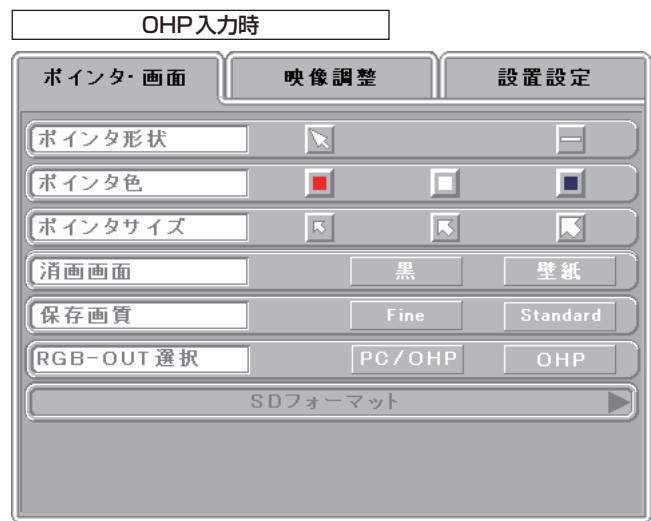 OHP入力時
ポインタ・画面 映像調整 設置設定
ポインタ形状
ポインタ色
ポインタサイズ
消画画面 黒 壁紙
保存画質 Fine Standard
RGB-OUT選択 PC/OHP OHP
SDフォーマット